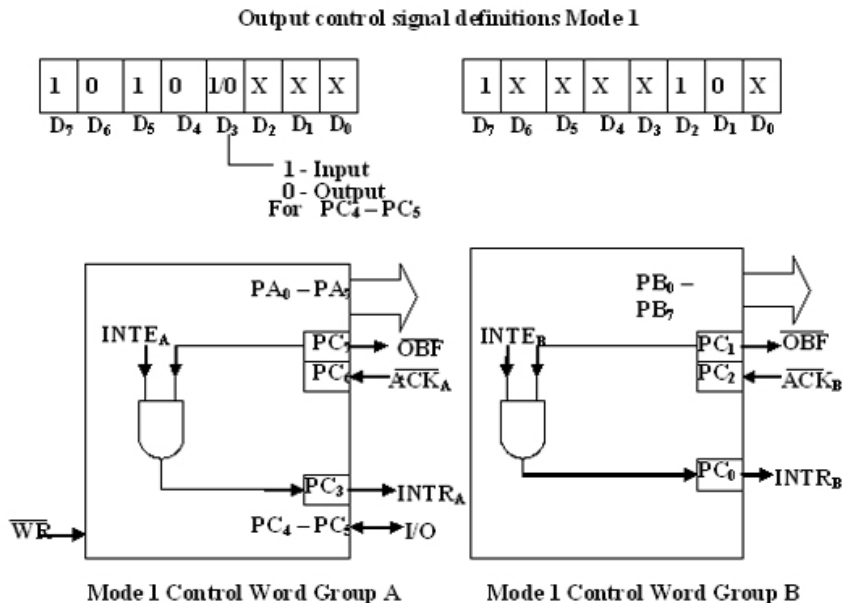 Output control signal definitions Mode 1
1 0 1 0 1/0 X X X
D7 D6 D5 D4 D3 D2 D1 D0
1 - Input
0 - Output
For PC4 – PC5
1 X X X X 1 0 X
D7 D6 D5 D4 D3 D2 D1 D0
PA0 – PA7
INTEA
PC7
OBF
PC6
ACKA
PC3
INTRA
WR
PC4 – PC5
I/O
Mode 1 Control Word Group A
PB0 –
PB7
INTEB
PC1
OBF
PC2
ACKB
PC0
INTRB
Mode 1 Control Word Group B